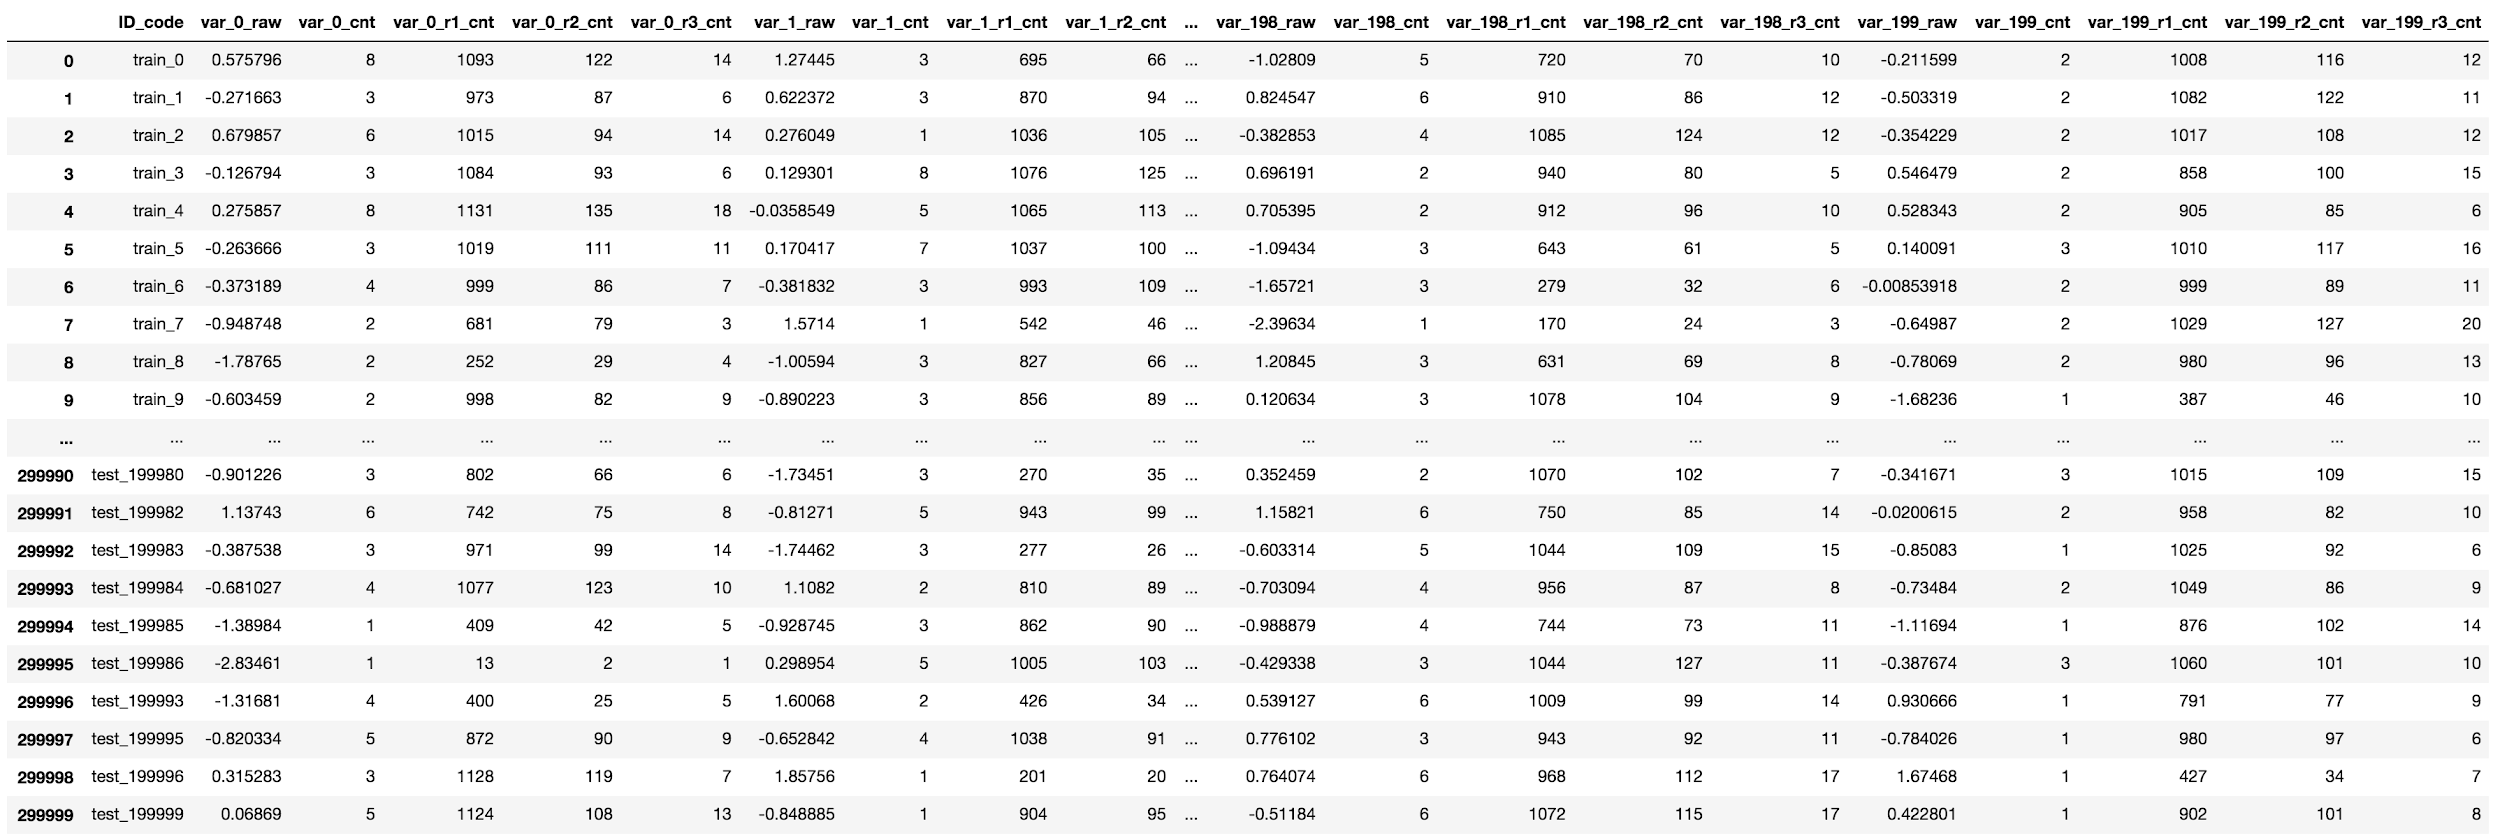 ID_code var_0_raw var_0_cnt var_0_r1_cnt var_0_r2_cnt var_0_r3_cnt var_1_raw var_1_cnt var_1_r1_cnt var_1_r2_cnt ... var_198_raw var_198_cnt var_198_r1_cnt var_198_r2_cnt var_198_r3_cnt var_199_raw var_199_cnt var_199_r1_cnt var_199_r2_cnt var_199_r3_cnt
0 train_0 0.575796 8 1093 122 14 1.27445 3 695 66 ... -1.02809 5 720 70 10 -0.211599 2 1008 116 12
1 train_1 -0.271663 3 973 87 6 0.622372 3 870 94 ... 0.824547 6 910 86 12 -0.503319 2 1082 122 11
2 train_2 0.679857 6 1015 94 14 0.276049 1 1036 105 ... -0.382853 4 1085 124 12 -0.354229 2 1017 108 12
3 train_3 -0.126794 3 1084 93 6 0.129301 8 1076 125 ... 0.696191 2 940 80 5 0.546479 2 858 100 15
4 train_4 0.275857 8 1131 135 18 -0.0358549 5 1065 113 ... 0.705395 2 912 96 10 0.528343 2 905 85 6
5 train_5 -0.263666 3 1019 111 11 0.170417 7 1037 100 ... -1.09434 3 643 61 5 0.140091 3 1010 117 16
6 train_6 -0.373189 4 999 86 7 -0.381832 3 993 109 ... -1.65721 3 279 32 6 -0.00853918 2 999 89 11
7 train_7 -0.948748 2 681 79 3 1.5714 1 542 46 ... -2.39634 1 170 24 3 -0.64987 2 1029 127 20
8 train_8 -1.78765 2 252 29 4 -1.00594 3 827 66 ... 1.20845 3 631 69 8 -0.78069 2 980 96 13
9 train_9 -0.603459 2 998 82 9 -0.890223 3 856 89 ... 0.120634 3 1078 104 9 -1.68236 1 387 46 10
... ... ... ... ... ... ... ... ... ... ... ... ... ... ... ... ... ... ... ... ... ...
299990 test_199980 -0.901226 3 802 66 6 -1.73451 3 270 35 ... 0.352459 2 1070 102 7 -0.341671 3 1015 109 15
299991 test_199982 1.13743 6 742 75 8 -0.81271 5 943 99 ... 1.15821 6 750 85 14 -0.0200615 2 958 82 10
299992 test_199983 -0.387538 3 971 99 14 -1.74462 3 277 26 ... -0.603314 5 1044 109 15 -0.85083 1 1025 92 6
299993 test_199984 -0.681027 4 1077 123 10 1.1082 2 810 89 ... -0.703094 4 956 87 8 -0.73484 2 1049 86 9
299994 test_199985 -1.38984 1 409 42 5 -0.928745 3 862 90 ... -0.988879 4 744 73 11 -1.11694 1 876 102 14
299995 test_199986 -2.83461 1 13 2 1 0.298954 5 1005 103 ... -0.429338 3 1044 127 11 -0.387674 3 1060 101 10
299996 test_199993 -1.31681 4 400 25 5 1.60068 2 426 34 ... 0.539127 6 1009 99 14 0.930666 1 791 77 9
299997 test_199995 -0.820334 5 872 90 9 -0.652842 4 1038 91 ... 0.776102 3 943 92 11 -0.784026 1 980 97 6
299998 test_199996 0.315283 3 1128 119 7 1.85756 1 201 20 ... 0.764074 6 968 112 17 1.67468 1 427 34 7
299999 test_199999 0.06869 5 1124 108 13 -0.848885 1 904 95 ... -0.51184 6 1072 115 17 0.422801 1 902 101 8